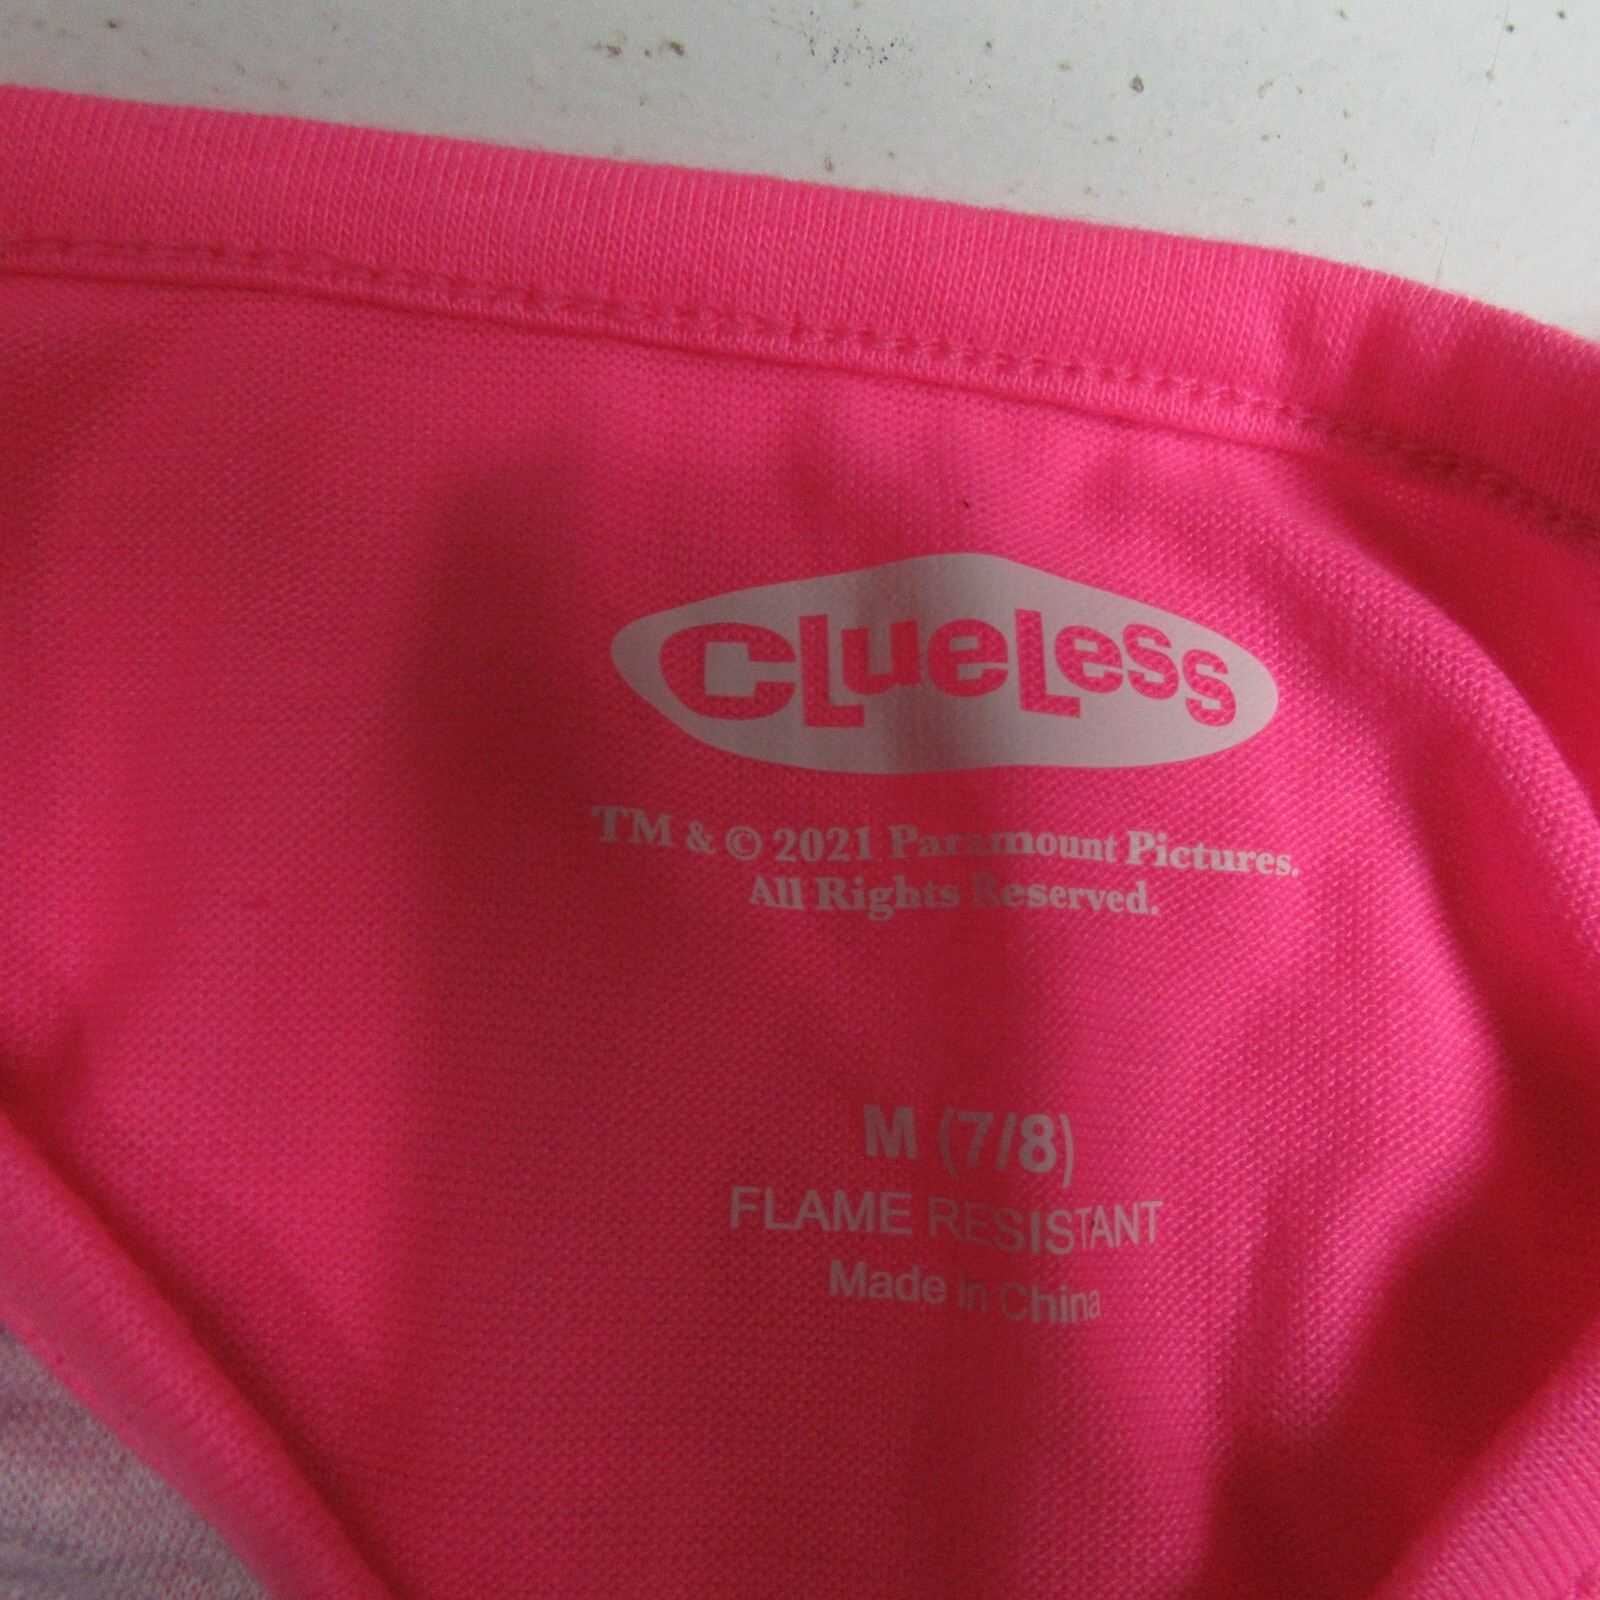 CLueLess
TM & © 2021 Paramount Pictures.
All Rights Reserved.
M (7/8)
FLAME RESISTANT
Made in China